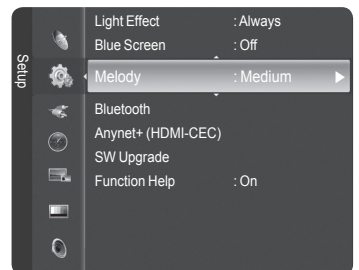 Setup
Light Effect : Always
Blue Screen : Off
Melody : Medium
Bluetooth
Anynet+ (HDMI-CEC)
SW Upgrade
Function Help : On